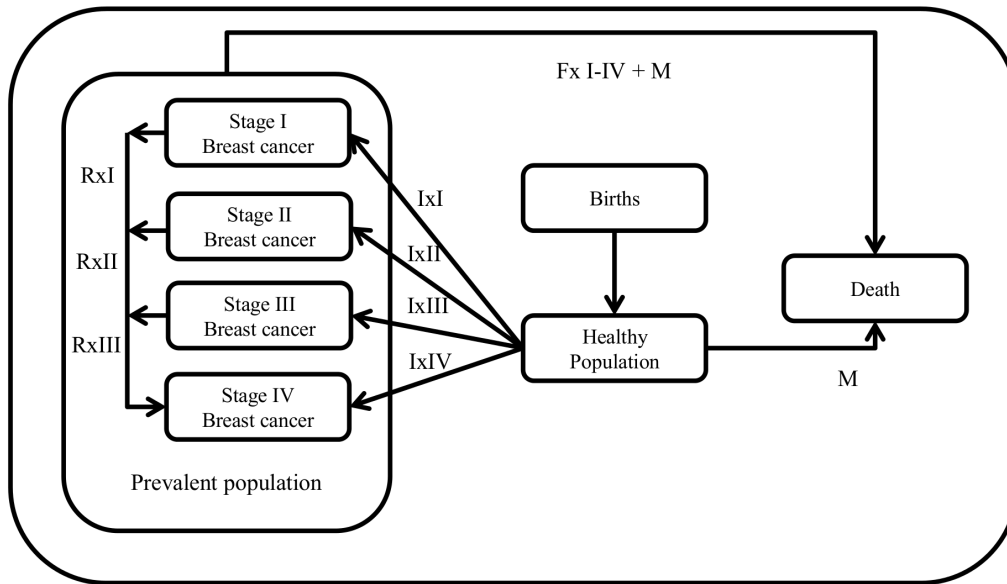 Fx I-IV + M
Stage I
Breast cancer
RxI
IxI
Births
Stage II
Breast cancer
IxII
RxII
Stage III
Breast cancer
IxIII
Death
RxIII
Healthy
Population
IxIV
M
Stage IV
Breast cancer
Prevalent population